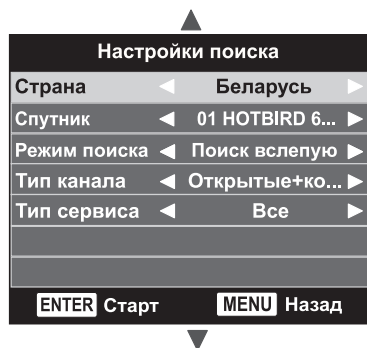 Настройки поиска
Страна Беларусь
Спутник 01 HOTBIRD 6...
Режим поиска Поиск вслепую
Тип канала Открытые+ко...
Тип сервиса Все
ENTER Старт MENU Назад